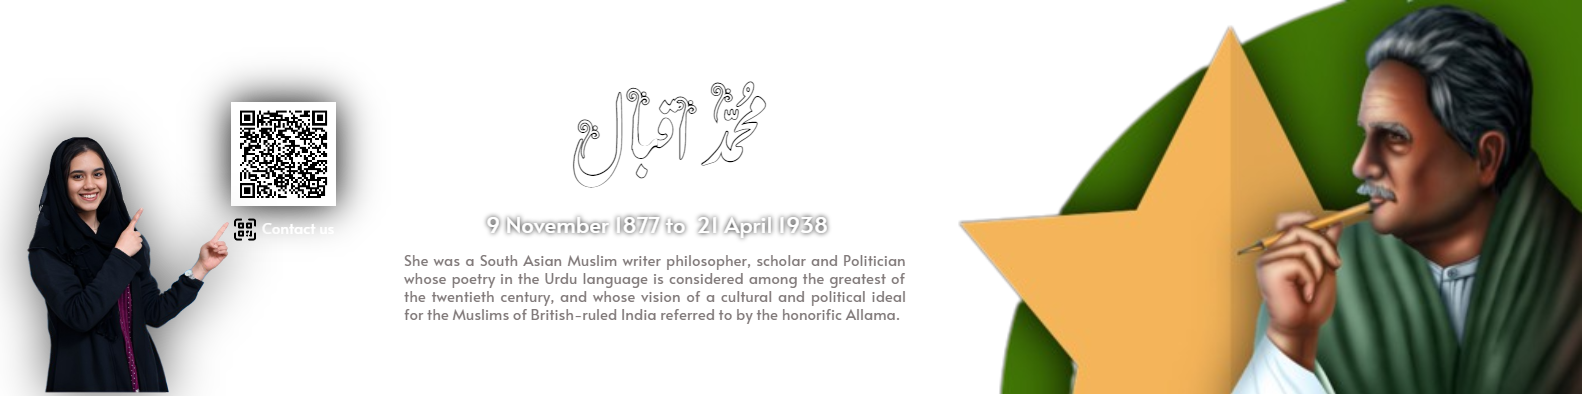 محمد اقبال
9 November 1877 to 21 April 1938
She was a South Asian Muslim writer philosopher, scholar and Politician
whose poetry in the Urdu language is considered among the greatest of
the twentieth century, and whose vision of a cultural and political ideal
for the Muslims of British-ruled India referred to by the honorific Allama.
Contact us